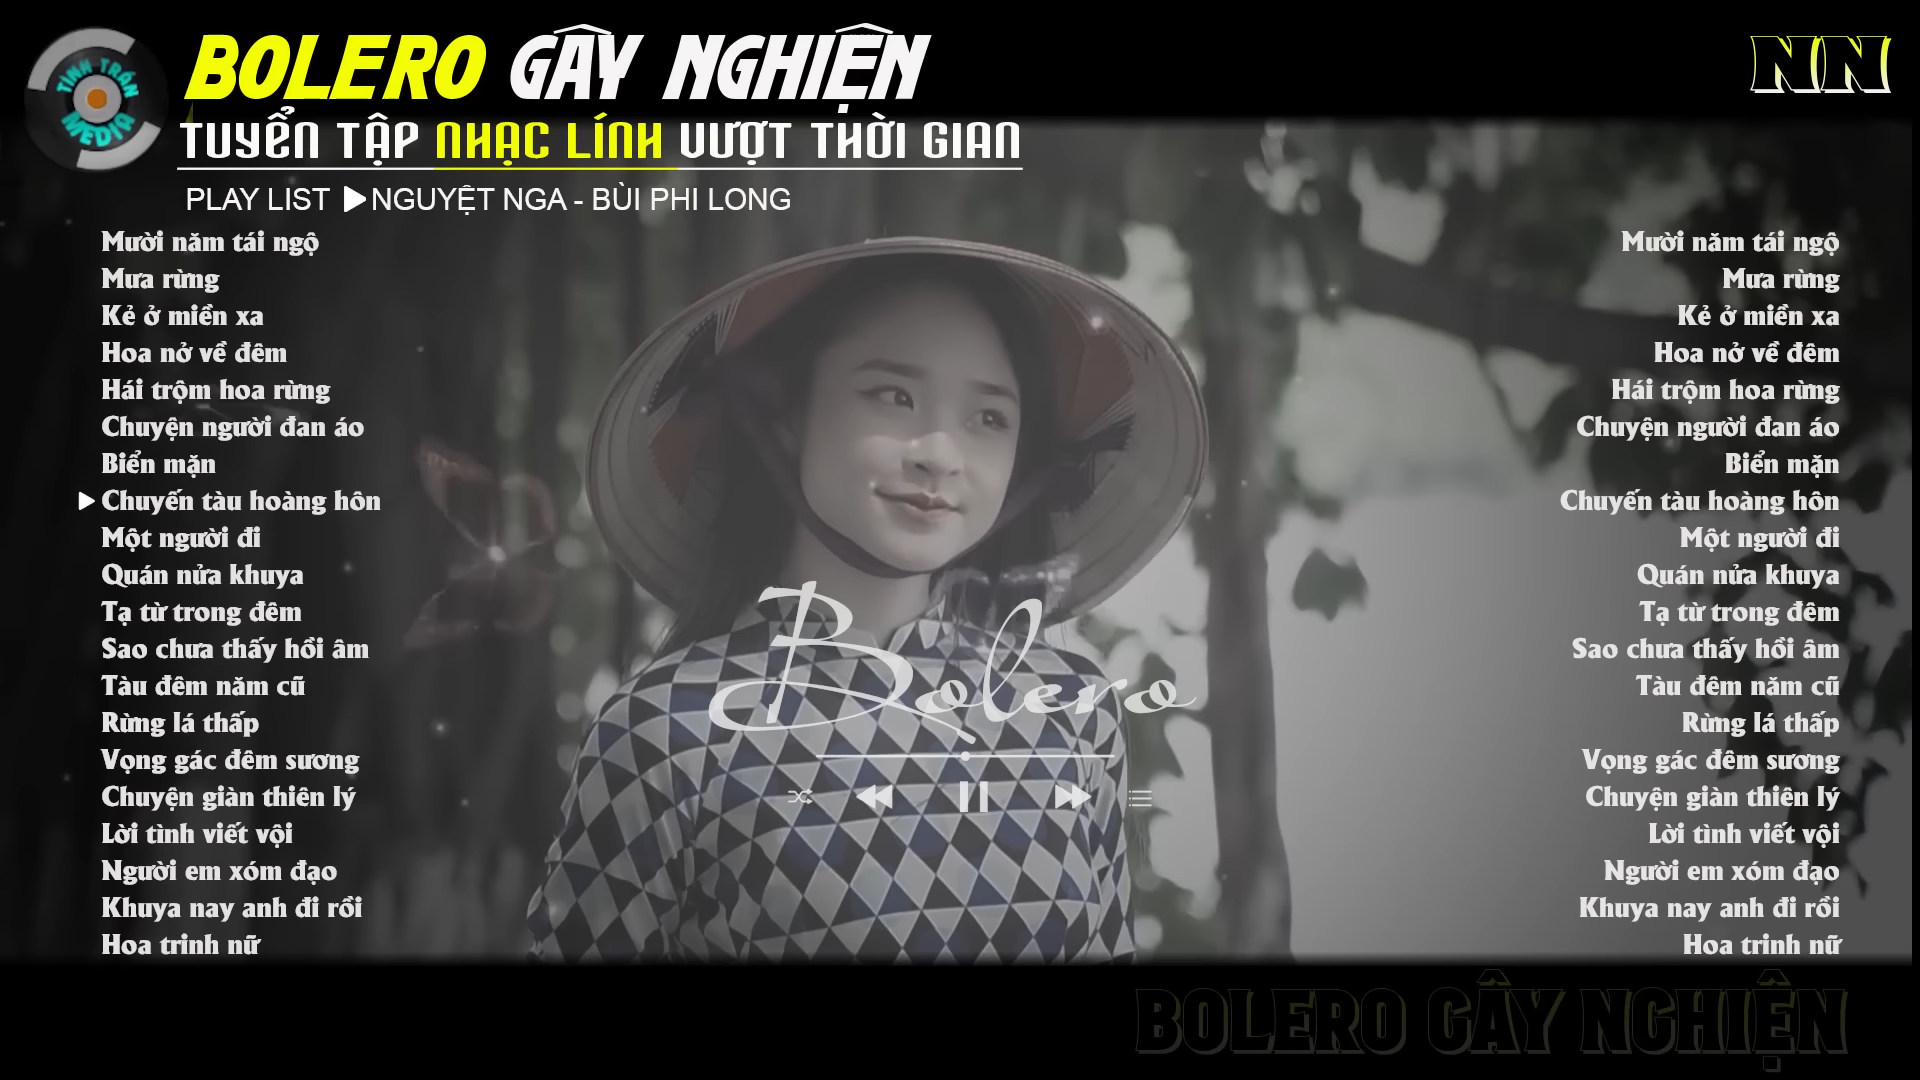 TÌNH TRẦN
MEDIA
BOLERO GÂY NGHIỆN
NN
TUYỂN TẬP NHẠC LÍNH VƯỢT THỜI GIAN
PLAY LIST ▶NGUYỆT NGA - BÙI PHI LONG
Mười năm tái ngộ
Mưa rừng
Kẻ ở miền xa
Hoa nở về đêm
Hái trộm hoa rừng
Chuyện người đan áo
Biển mặn
Chuyến tàu hoàng hôn
Một người đi
Quán nửa khuya
Tạ từ trong đêm
Sao chưa thấy hồi âm
Tàu đêm năm cũ
Rừng lá thấp
Vọng gác đêm sương
Chuyện giàn thiên lý
Lời tình viết vội
Người em xóm đạo
Khuya nay anh đi rồi
Hoa trinh nữ
Bolero
Mười năm tái ngộ
Mưa rừng
Kẻ ở miền xa
Hoa nở về đêm
Hái trộm hoa rừng
Chuyện người đan áo
Biển mặn
Chuyến tàu hoàng hôn
Một người đi
Quán nửa khuya
Tạ từ trong đêm
Sao chưa thấy hồi âm
Tàu đêm năm cũ
Rừng lá thấp
Vọng gác đêm sương
Chuyện giàn thiên lý
Lời tình viết vội
Người em xóm đạo
Khuya nay anh đi rồi
Hoa trinh nữ
BOLERO GÂY NGHIỆN